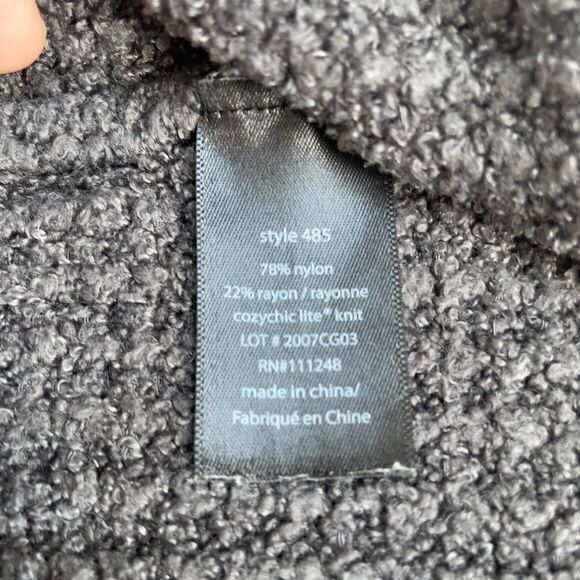 style 485
78% nylon
22% rayon / rayonne
cozychic lite® knit
LOT # 2007CG03
RN#111248
made in china/
Fabriqué en Chine